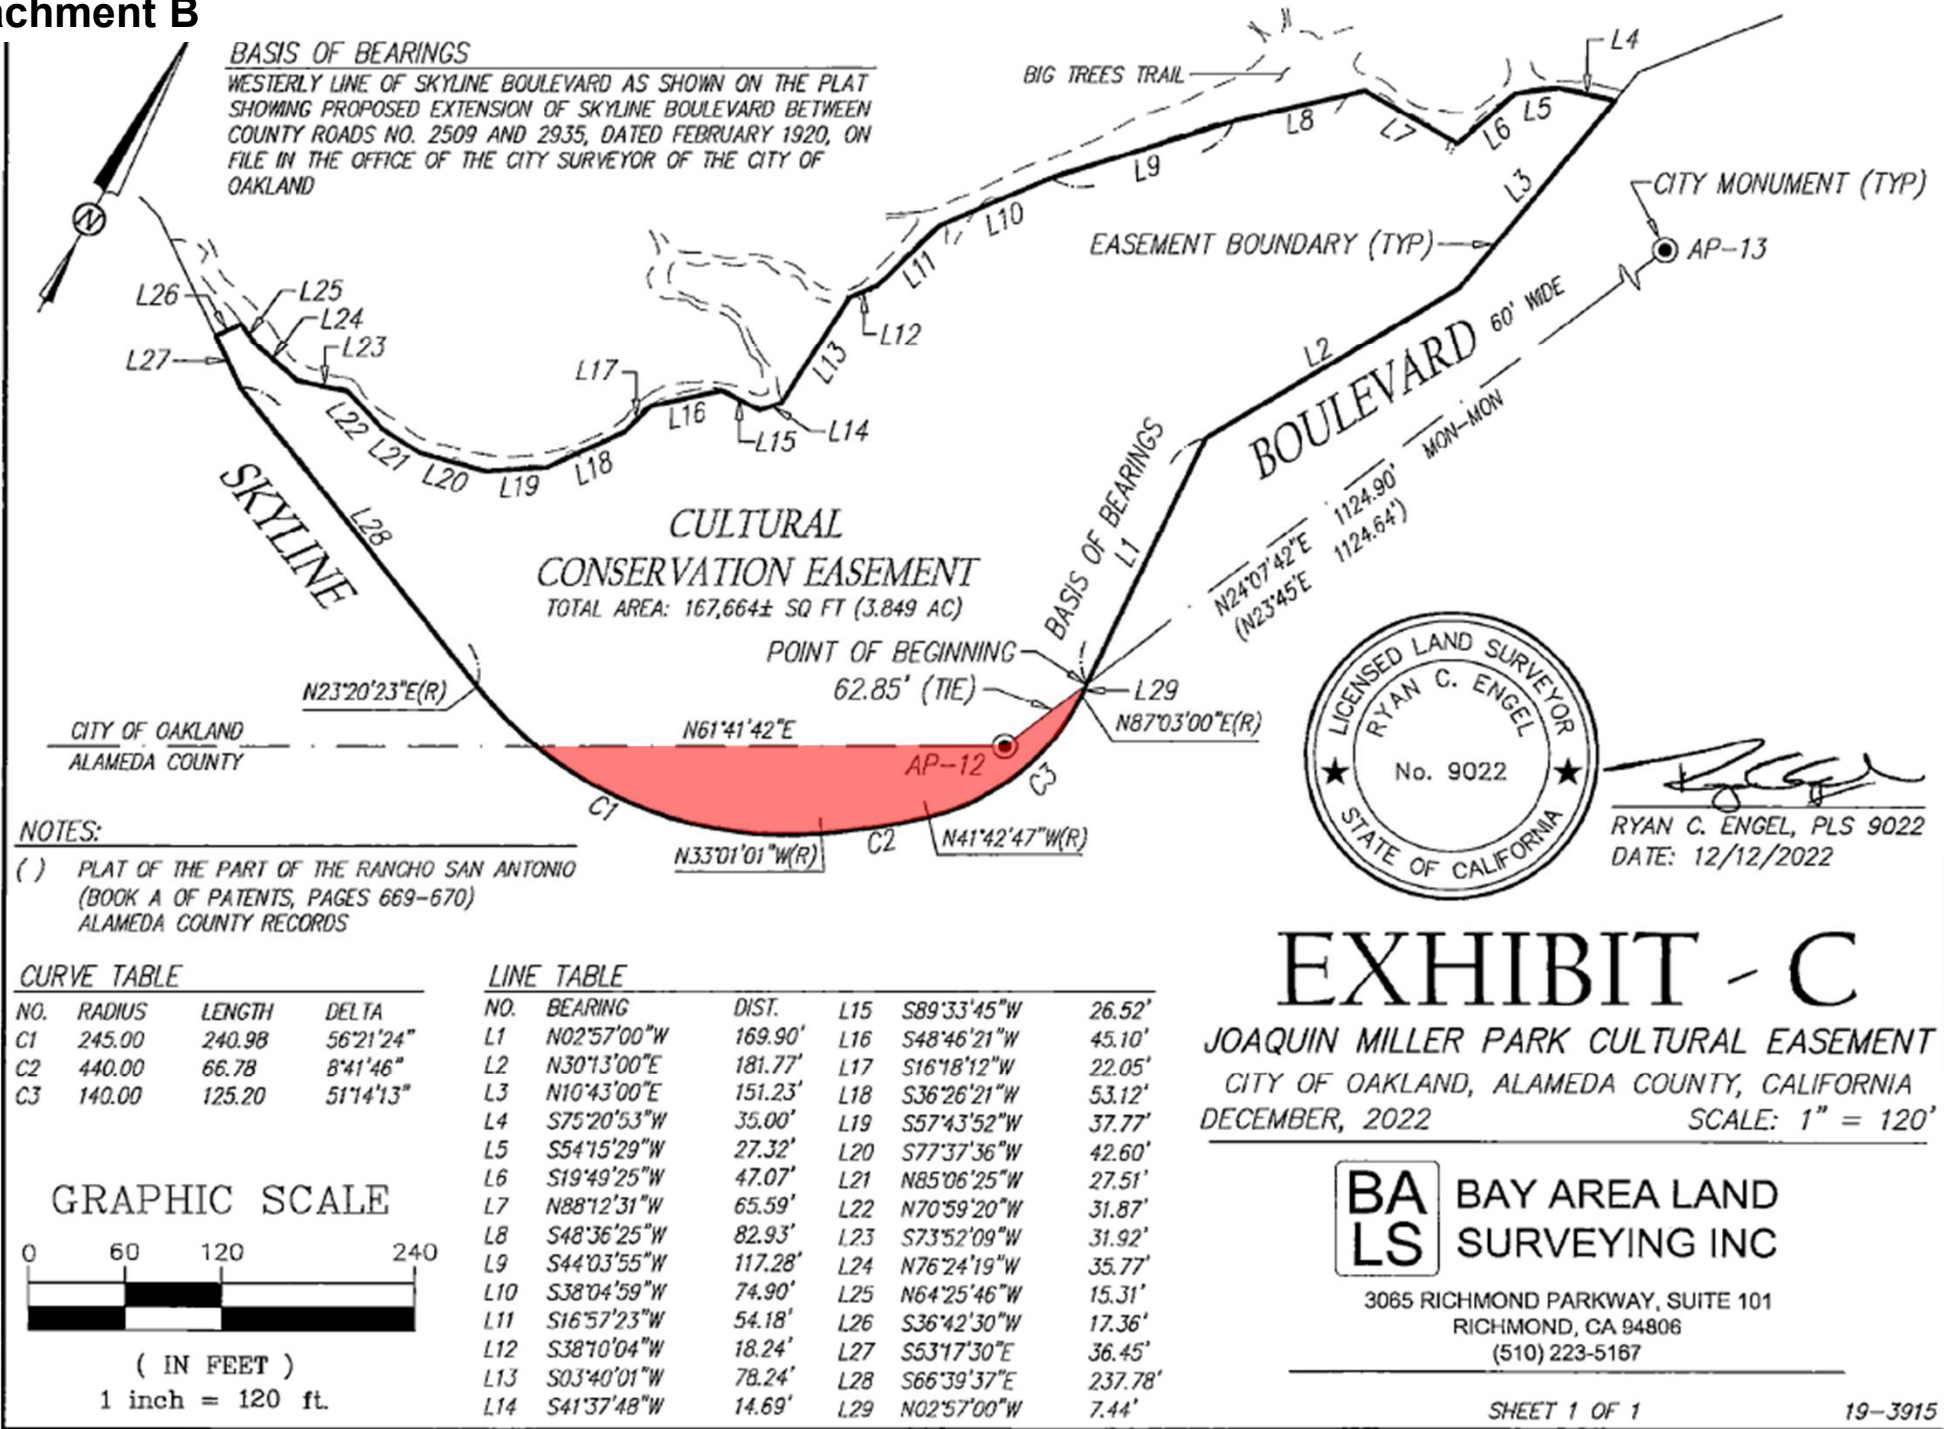 achment B
BASIS OF BEARINGS
WESTERLY LINE OF SKYLINE BOULEVARD AS SHOWN ON THE PLAT
SHOWING PROPOSED EXTENSION OF SKYLINE BOULEVARD BETWEEN
COUNTY ROADS NO. 2509 AND 2935, DATED FEBRUARY 1920, ON
FILE IN THE OFFICE OF THE CITY SURVEYOR OF THE CITY OF
OAKLAND
N
BIG TREES TRAIL
L4
L5
L6
L7
L8
L9
L10
L11
L12
L13
L3
CITY MONUMENT (TYP)
AP-13
EASEMENT BOUNDARY (TYP)
L26
L25
L24
L23
L27
L17
L16
L15
L14
L22
L21
L20
L19
L18
L2
BOULEVARD 60' WIDE
MON-MON
SKYLINE
L28
CULTURAL
CONSERVATION EASEMENT
TOTAL AREA: 167,664± SQ FT (3.849 AC)
BASIS OF BEARINGS
L1
N24°07'42"E 1124.90'
(N23°45'E 1124.64')
POINT OF BEGINNING
62.85' (TIE)
L29
N87°03'00"E(R)
N23°20'23"E(R)
CITY OF OAKLAND
ALAMEDA COUNTY
N61°41'42"E
AP-12
C1
C2
C3
N33°01'01"W(R)
N41°42'47"W(R)
LICENSED LAND SURVEYOR
RYAN C. ENGEL
No. 9022
STATE OF CALIFORNIA
RYAN C. ENGEL, PLS 9022
DATE: 12/12/2022
NOTES:
( ) PLAT OF THE PART OF THE RANCHO SAN ANTONIO
(BOOK A OF PATENTS, PAGES 669-670)
ALAMEDA COUNTY RECORDS
CURVE TABLE
NO. RADIUS LENGTH DELTA
C1 245.00 240.98 56°21'24"
C2 440.00 66.78 8°41'46"
C3 140.00 125.20 51°14'13"
LINE TABLE
NO. BEARING DIST.
L1 N02°57'00"W 169.90'
L2 N30°13'00"E 181.77'
L3 N10°43'00"E 151.23'
L4 S75°20'53"W 35.00'
L5 S54°15'29"W 27.32'
L6 S19°49'25"W 47.07'
L7 N88°12'31"W 65.59'
L8 S48°36'25"W 82.93'
L9 S44°03'55"W 117.28'
L10 S38°04'59"W 74.90'
L11 S16°57'23"W 54.18'
L12 S38°10'04"W 18.24'
L13 S03°40'01"W 78.24'
L14 S41°37'48"W 14.69'
L15 S89°33'45"W 26.52'
L16 S48°46'21"W 45.10'
L17 S16°18'12"W 22.05'
L18 S36°26'21"W 53.12'
L19 S57°43'52"W 37.77'
L20 S77°37'36"W 42.60'
L21 N85°06'25"W 27.51'
L22 N70°59'20"W 31.87'
L23 S73°52'09"W 31.92'
L24 N76°24'19"W 35.77'
L25 N64°25'46"W 15.31'
L26 S36°42'30"W 17.36'
L27 S53°17'30"E 36.45'
L28 S66°39'37"E 237.78'
L29 N02°57'00"W 7.44'
GRAPHIC SCALE
0 60 120 240
( IN FEET )
1 inch = 120 ft.
EXHIBIT - C
JOAQUIN MILLER PARK CULTURAL EASEMENT
CITY OF OAKLAND, ALAMEDA COUNTY, CALIFORNIA
DECEMBER, 2022 SCALE: 1" = 120'
BA
LS
BAY AREA LAND
SURVEYING INC
3065 RICHMOND PARKWAY, SUITE 101
RICHMOND, CA 94806
(510) 223-5167
SHEET 1 OF 1 19-3915